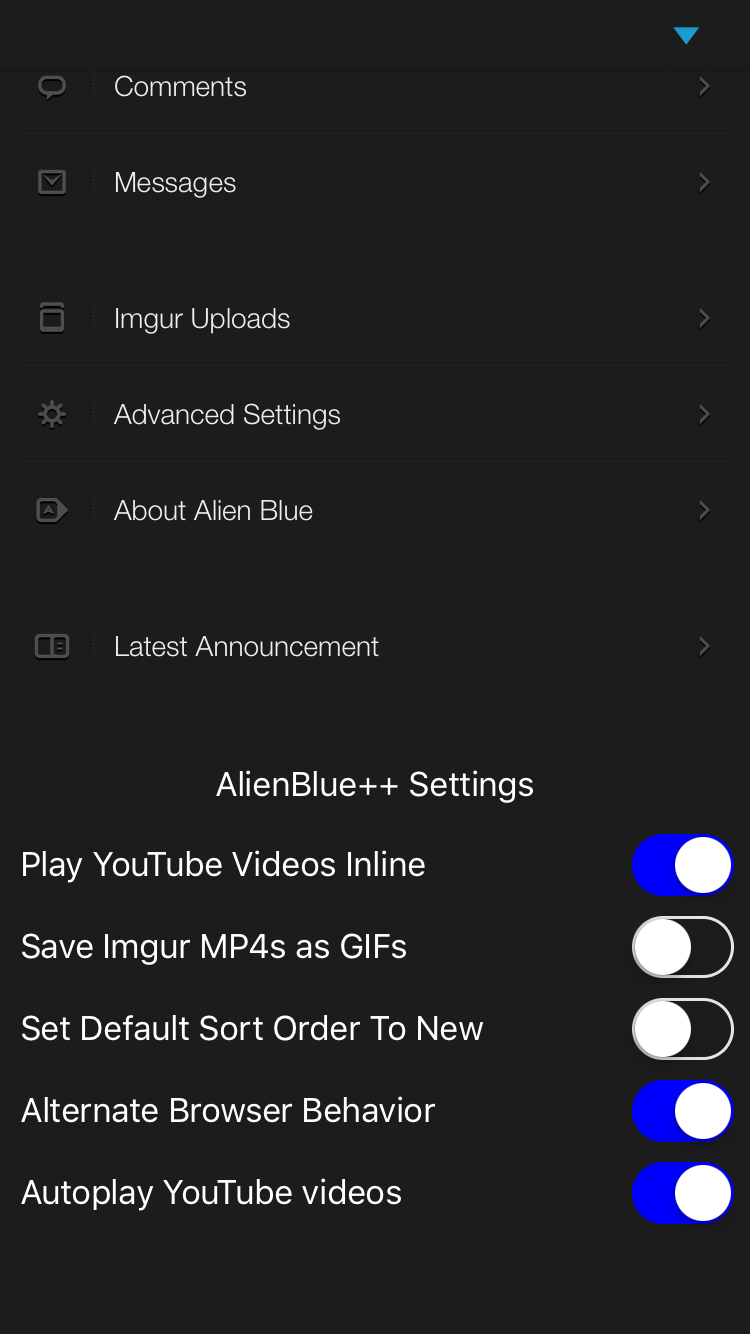 Comments
Messages
Imgur Uploads
Advanced Settings
About Alien Blue
Latest Announcement
AlienBlue++ Settings
Play YouTube Videos Inline
Save Imgur MP4s as GIFs
Set Default Sort Order To New
Alternate Browser Behavior
Autoplay YouTube videos